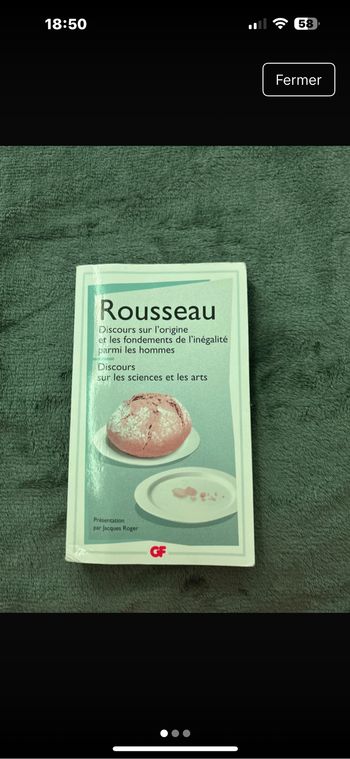 18:50
58
Fermer
Rousseau
Discours sur l'origine
et les fondements de l'inégalité
parmi les hommes
Discours
sur les sciences et les arts
Présentation
par Jacques Roger
GF